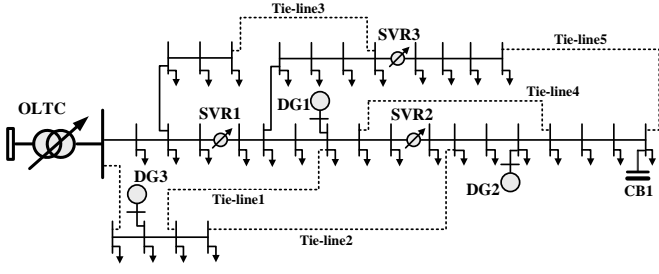 Tie-line3
SVR3
Tie-line5
OLTC
SVR1
DG1
SVR2
Tie-line4
DG3
DG2
CB1
Tie-line1
Tie-line2